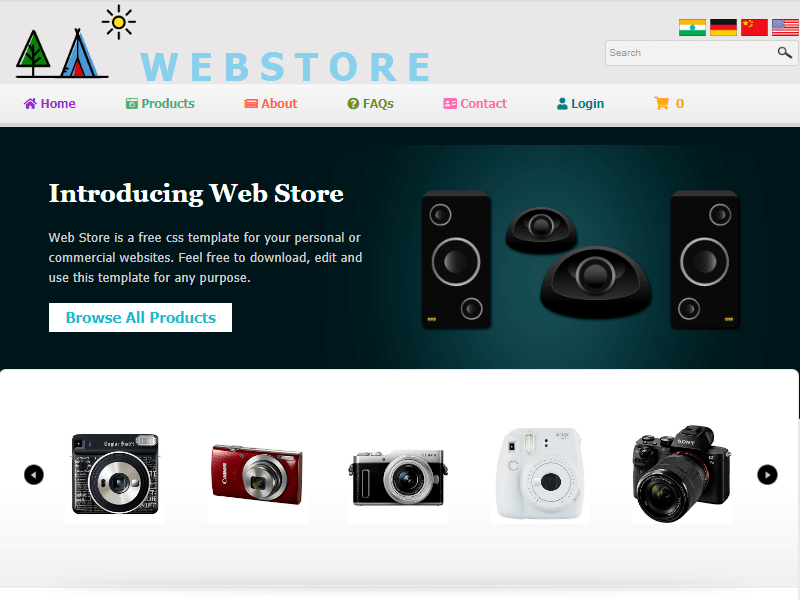 WEBSTORE
Search
Home Products About FAQs Contact Login 0
Introducing Web Store
Web Store is a free css template for your personal or
commercial websites. Feel free to download, edit and
use this template for any purpose.
Browse All Products
Canon
SONY